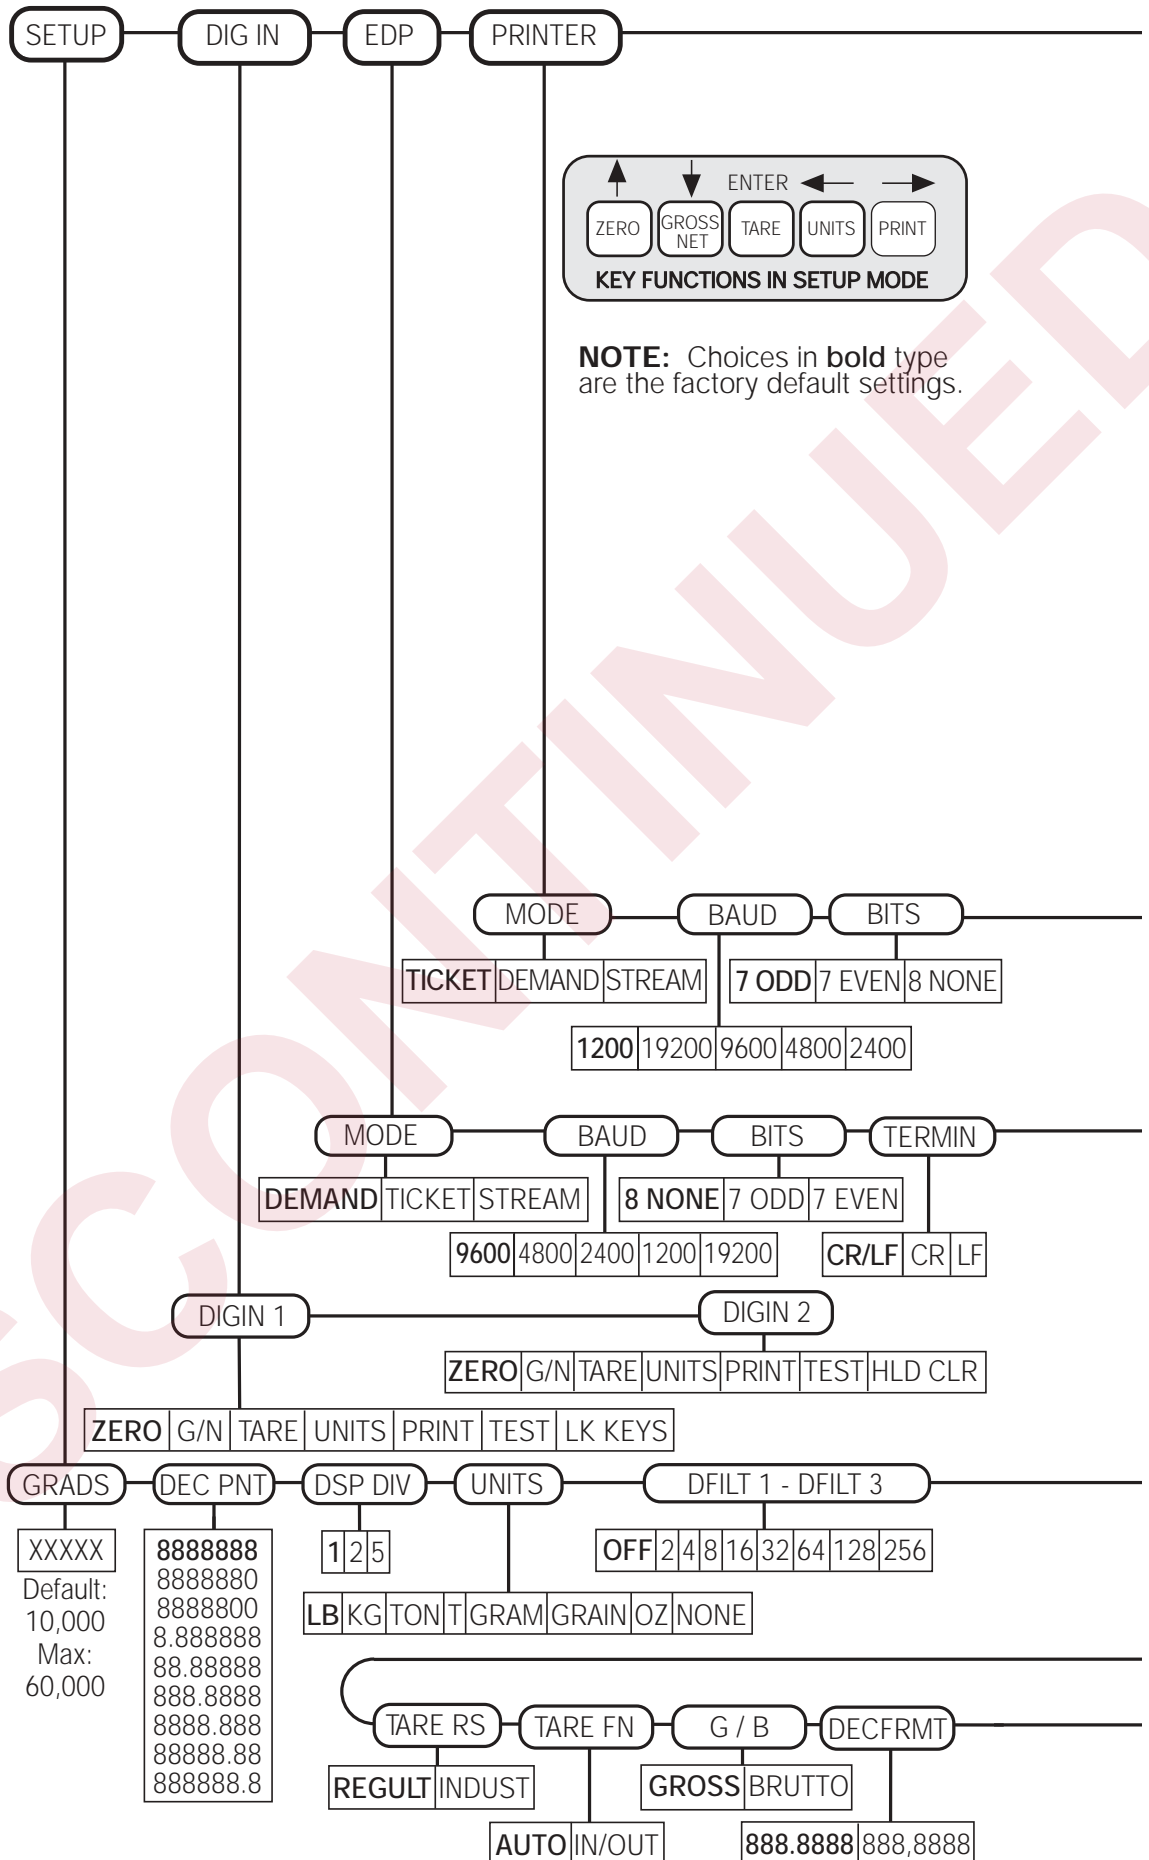 SETUP DIG IN EDP PRINTER
ENTER
ZERO GROSS NET TARE UNITS PRINT
KEY FUNCTIONS IN SETUP MODE
NOTE: Choices in bold type
are the factory default settings.
MODE BAUD BITS
TICKET DEMAND STREAM 7 ODD 7 EVEN 8 NONE
1200 19200 9600 4800 2400
MODE BAUD BITS TERMIN
DEMAND TICKET STREAM 8 NONE 7 ODD 7 EVEN
9600 4800 2400 1200 19200 CR/LF CR LF
DIGIN 1 DIGIN 2
ZERO G/N TARE UNITS PRINT TEST HLD CLR
ZERO G/N TARE UNITS PRINT TEST LK KEYS
GRADS DEC PNT DSP DIV UNITS DFILT 1 - DFILT 3
XXXXX
Default:
10,000
Max:
60,000
8888888
8888880
8888800
8.888888
88.88888
888.8888
8888.888
88888.88
888888.8
1 2 5
OFF 2 4 8 16 32 64 128 256
LB KG TON T GRAM GRAIN OZ NONE
TARE RS TARE FN G / B DECFRMT
REGULT INDUST GROSS BRUTTO
AUTO IN/OUT 888.8888 888,8888
SCONTINUED